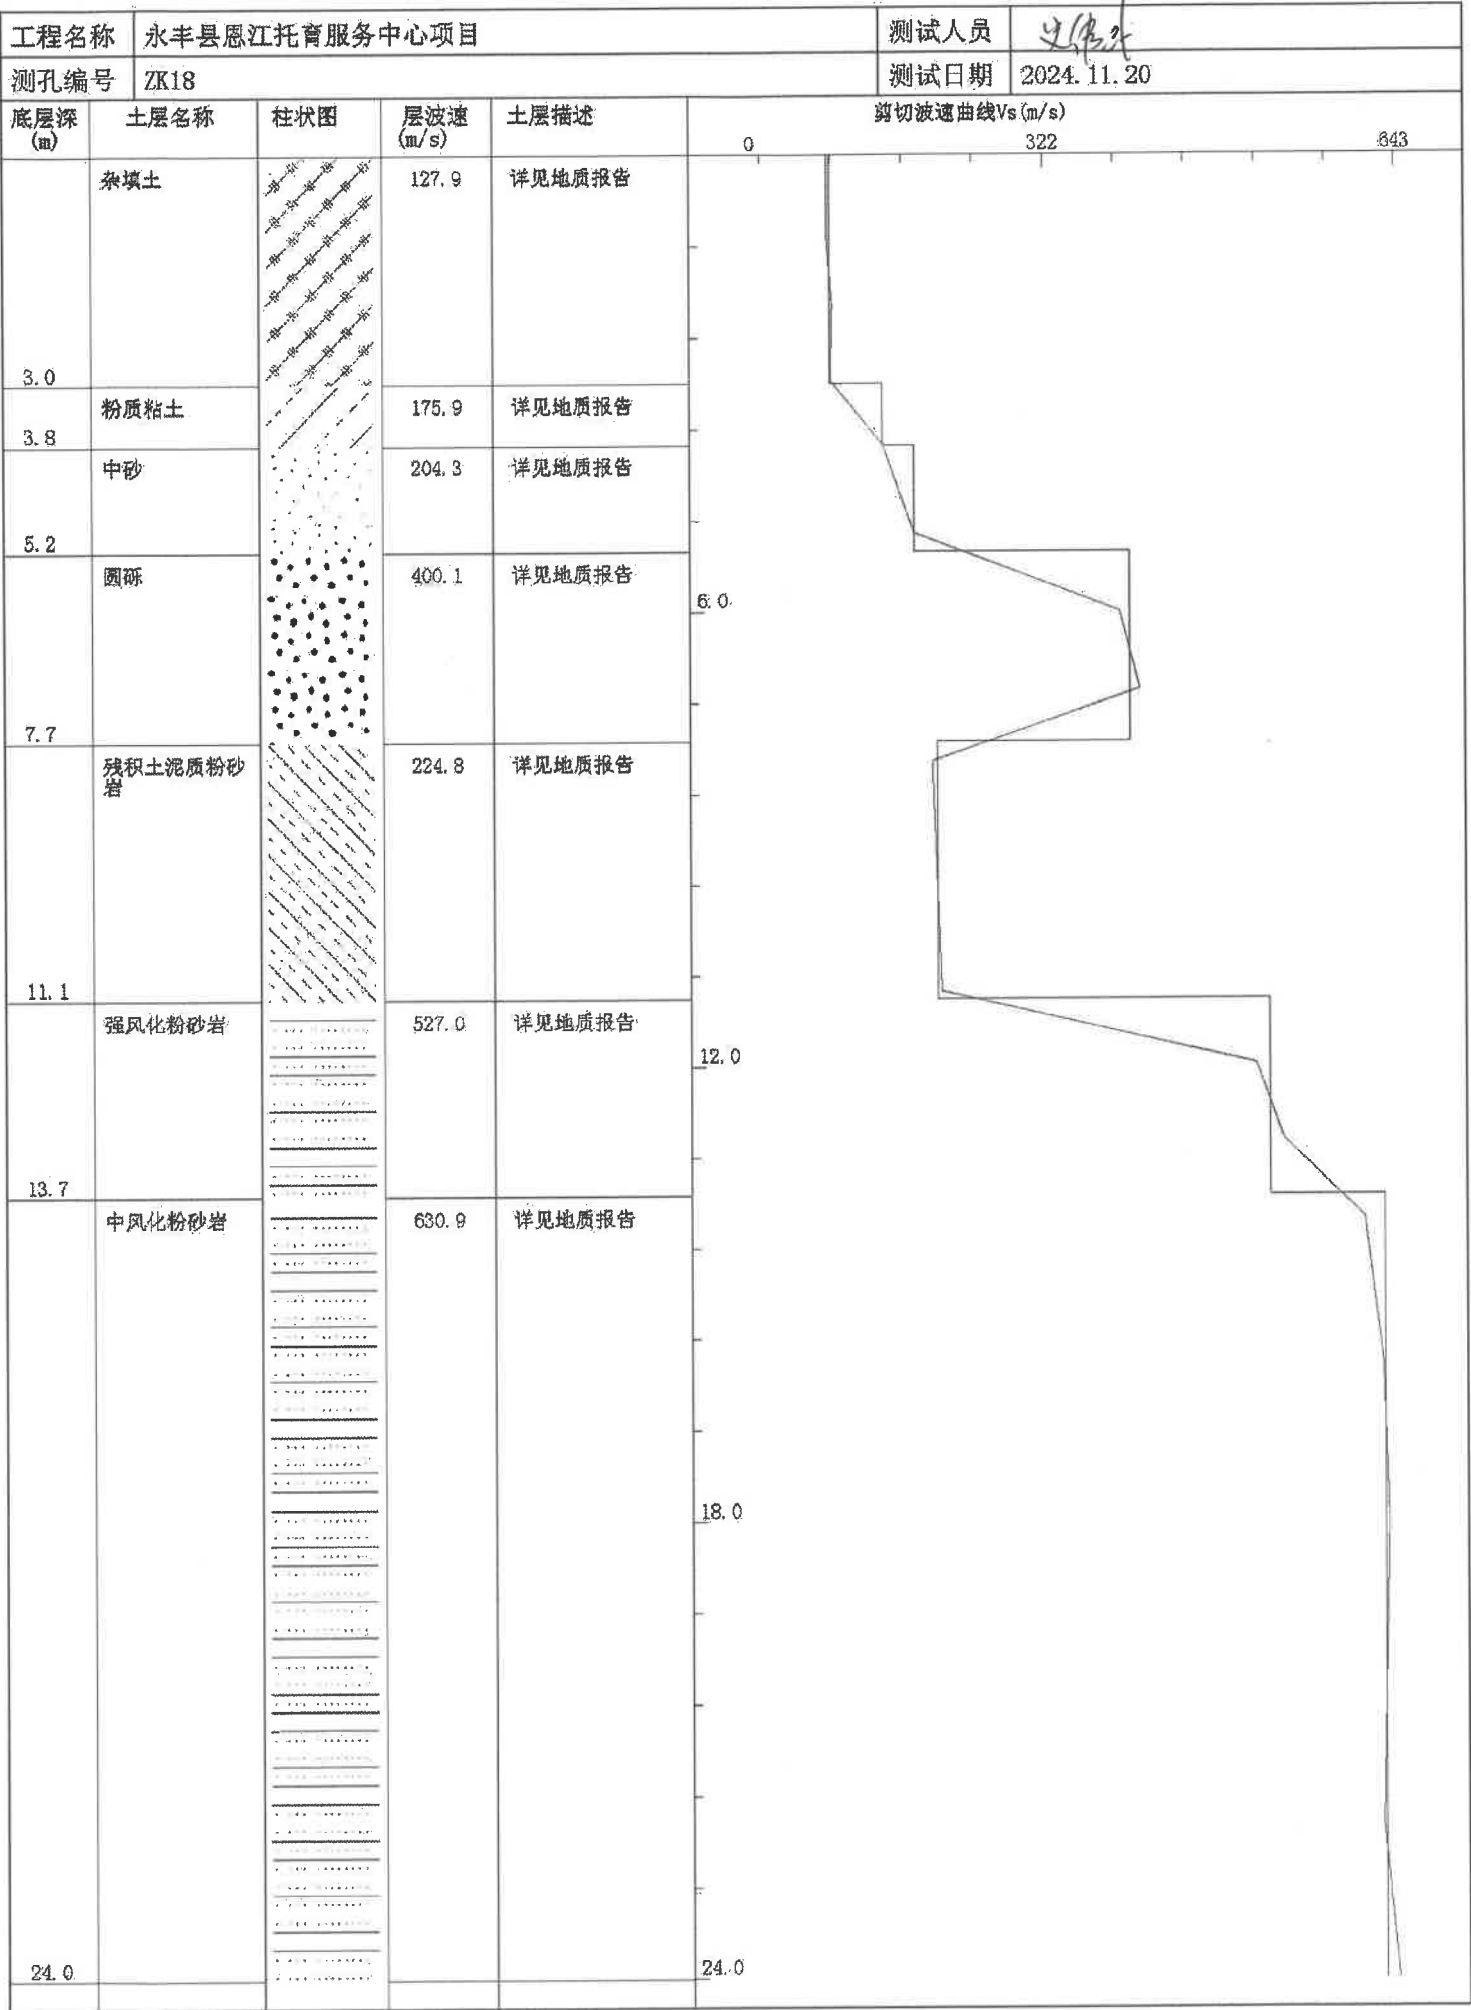 工程名称 永丰县恩江托育服务中心项目 测试人员
测孔编号 ZK18 测试日期 2024.11.20
底层深(m) 土层名称 柱状图 层波速(m/s) 土层描述 剪切波速曲线Vs(m/s)
0 322 643
杂填土 127.9 详见地质报告
3.0
粉质粘土 175.9 详见地质报告
3.8
中砂 204.3 详见地质报告
5.2
圆砾 400.1 详见地质报告
6.0
7.7
残积土泥质粉砂 224.8 详见地质报告
岩
11.1
强风化粉砂岩 527.0 详见地质报告
12.0
13.7
中风化粉砂岩 630.9 详见地质报告
18.0
24.0 24.0